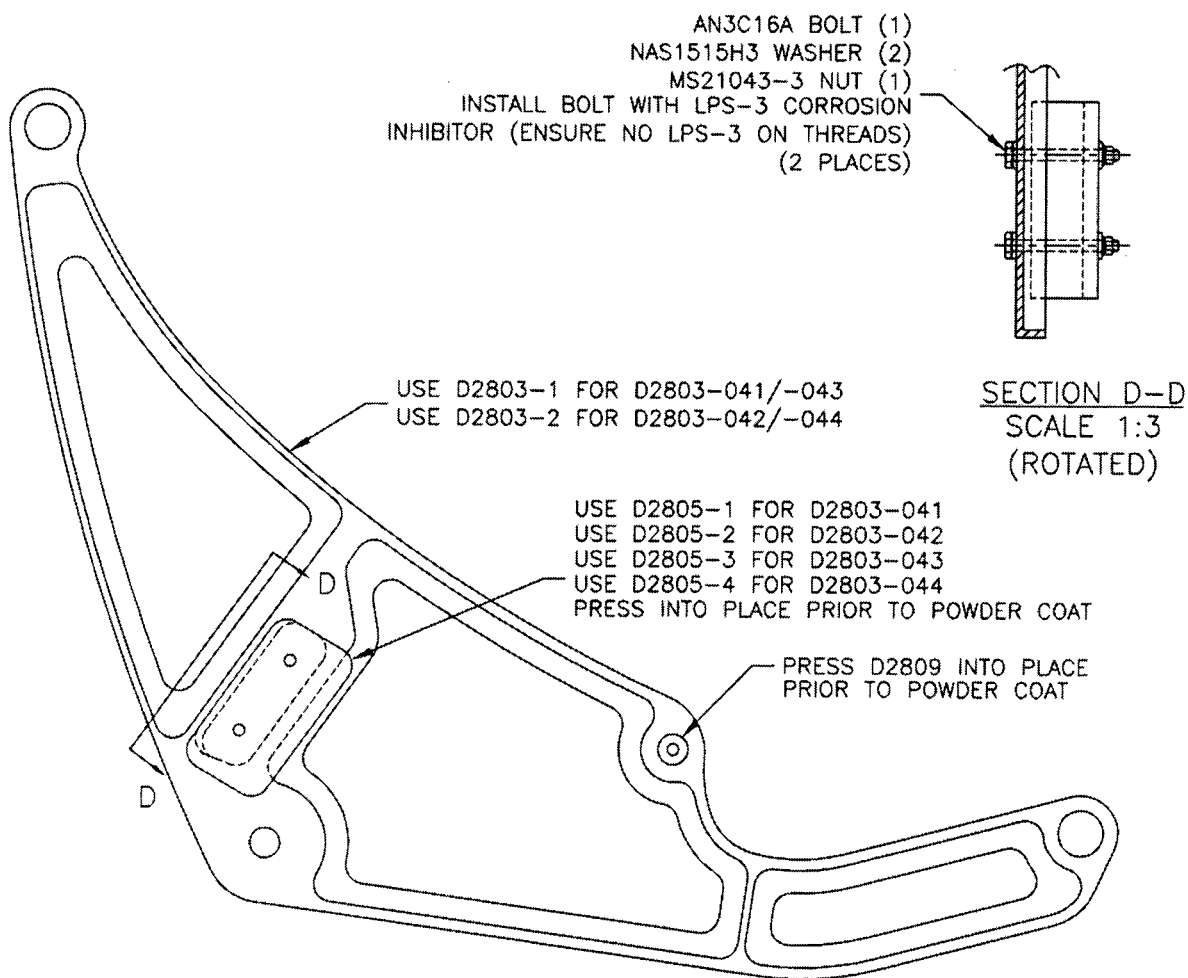 AN3C16A BOLT (1)
NAS1515H3 WASHER (2)
MS21043-3 NUT (1)
INSTALL BOLT WITH LPS-3 CORROSION
INHIBITOR (ENSURE NO LPS-3 ON THREADS)
(2 PLACES)
SECTION D-D
SCALE 1:3
(ROTATED)
USE D2803-1 FOR D2803-041/-043
USE D2803-2 FOR D2803-042/-044
USE D2805-1 FOR D2803-041
USE D2805-2 FOR D2803-042
USE D2805-3 FOR D2803-043
USE D2805-4 FOR D2803-044
PRESS INTO PLACE PRIOR TO POWDER COAT
D
PRESS D2809 INTO PLACE
PRIOR TO POWDER COAT
D